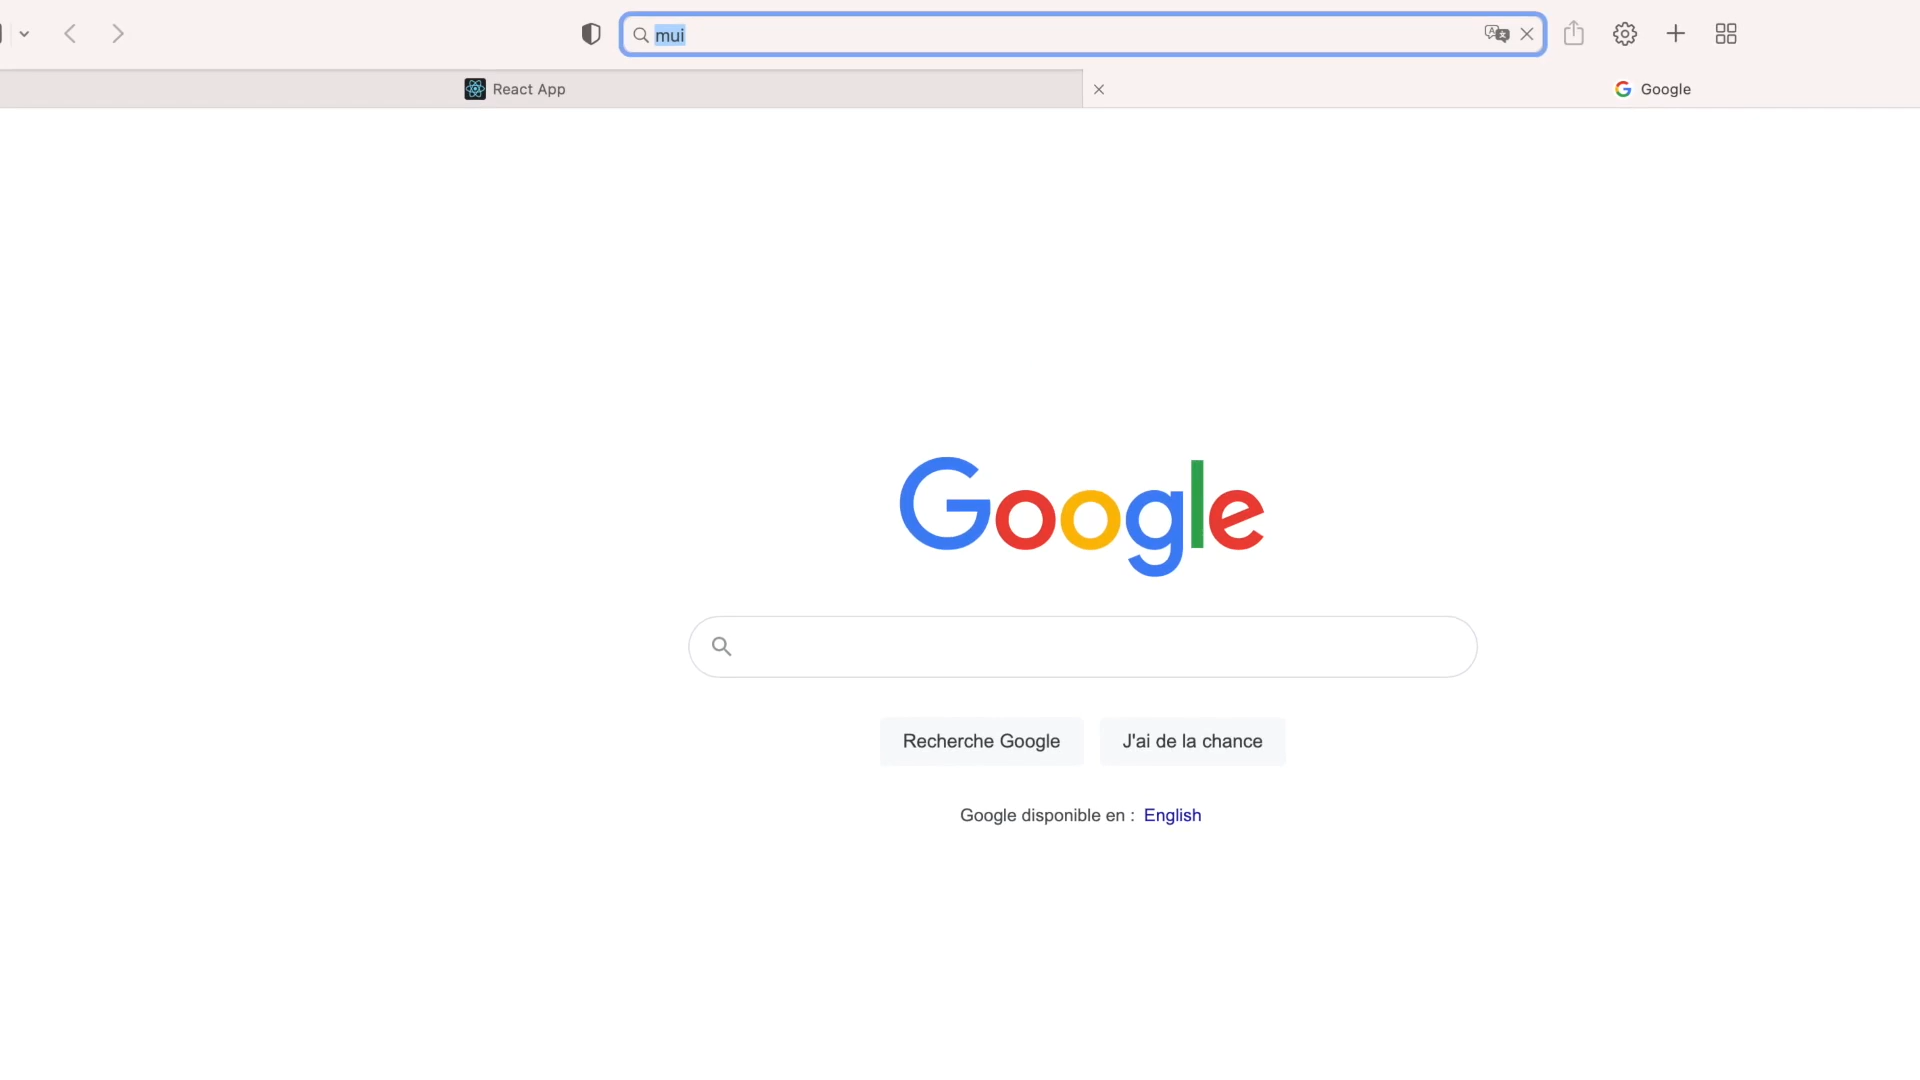 mui
React App
Google
Google
Recherche Google
J'ai de la chance
Google disponible en : English